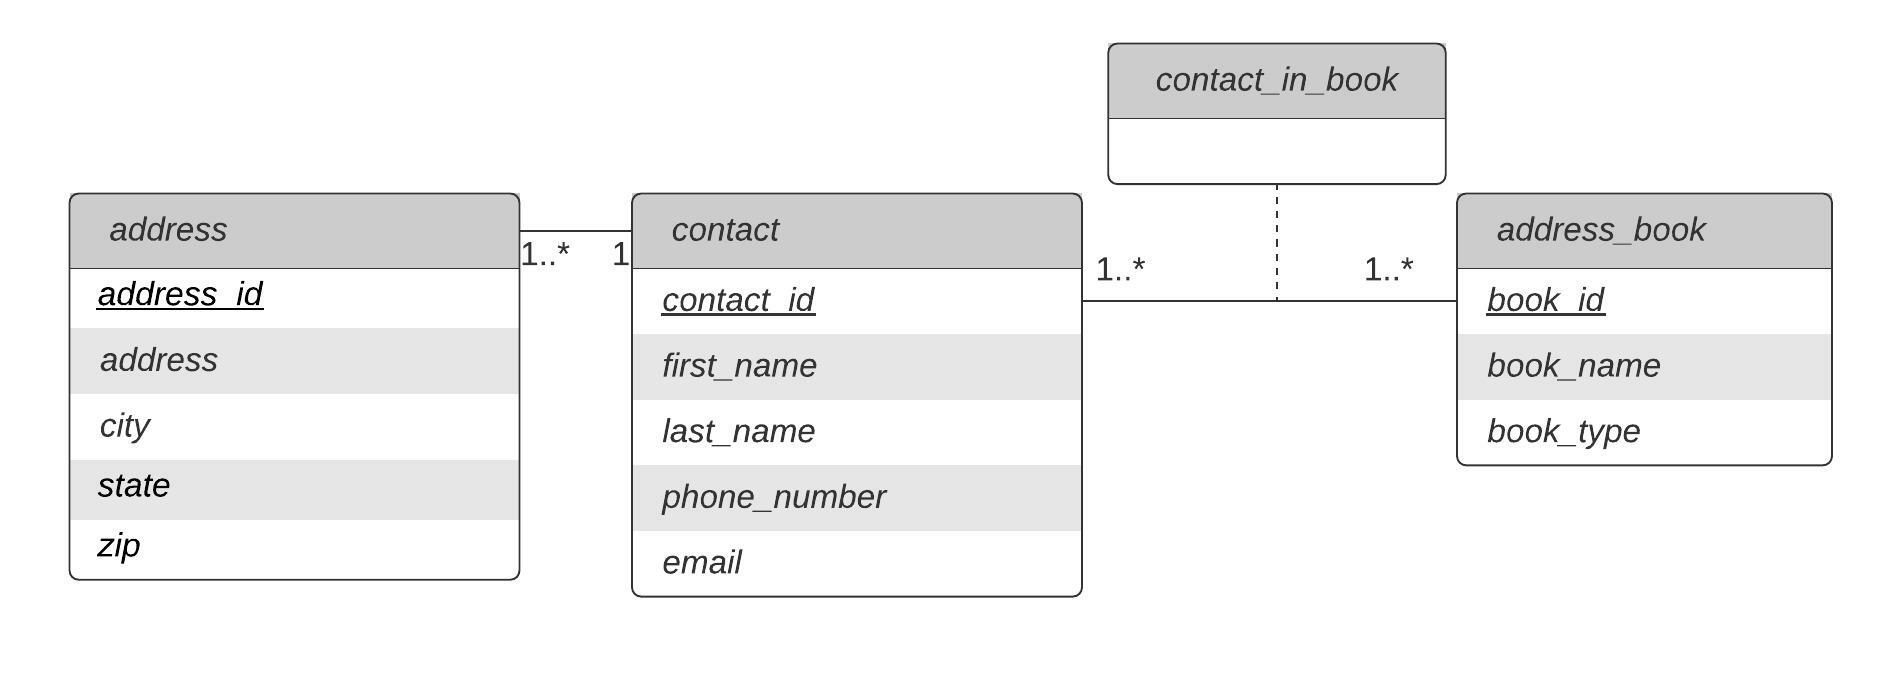 contact_in_book
address
address_id
address
city
state
zip
1..*
1
contact
contact_id
first_name
last_name
phone_number
email
1..*
1..*
address_book
book_id
book_name
book_type